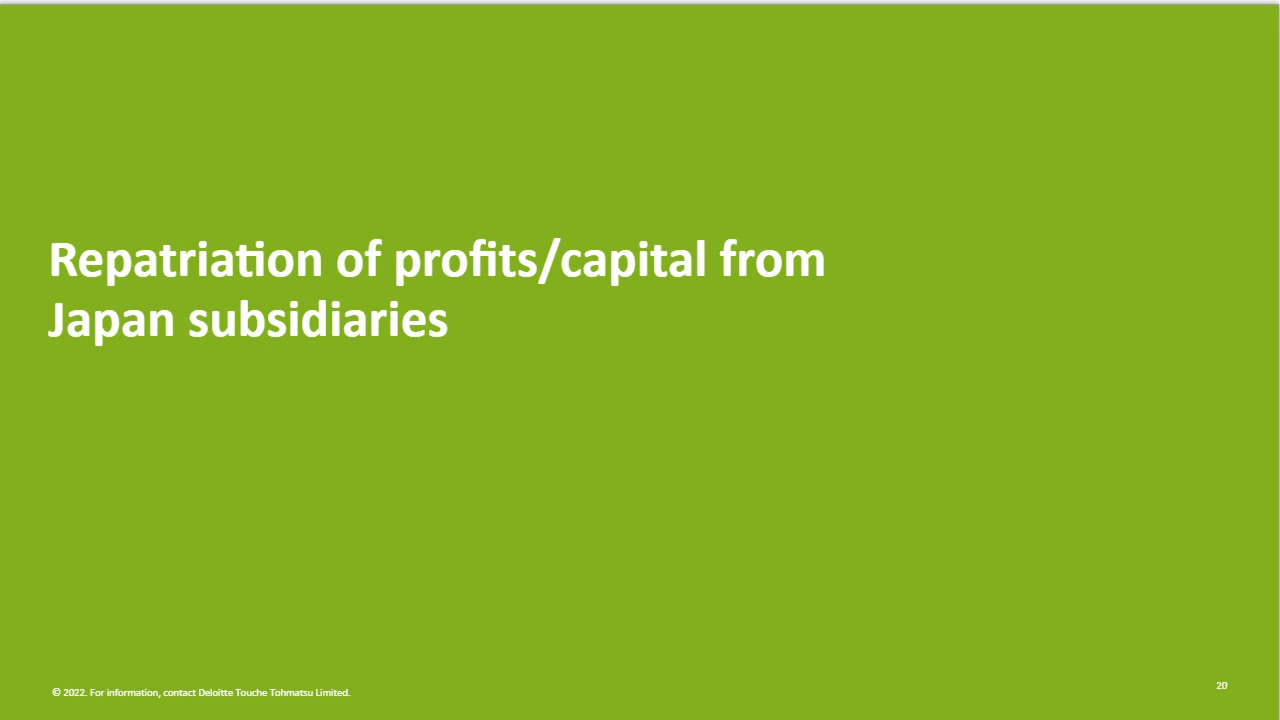 Repatriation of profits/capital from
Japan subsidiaries
© 2022. For information, contact Deloitte Touche Tohmatsu Limited.
20